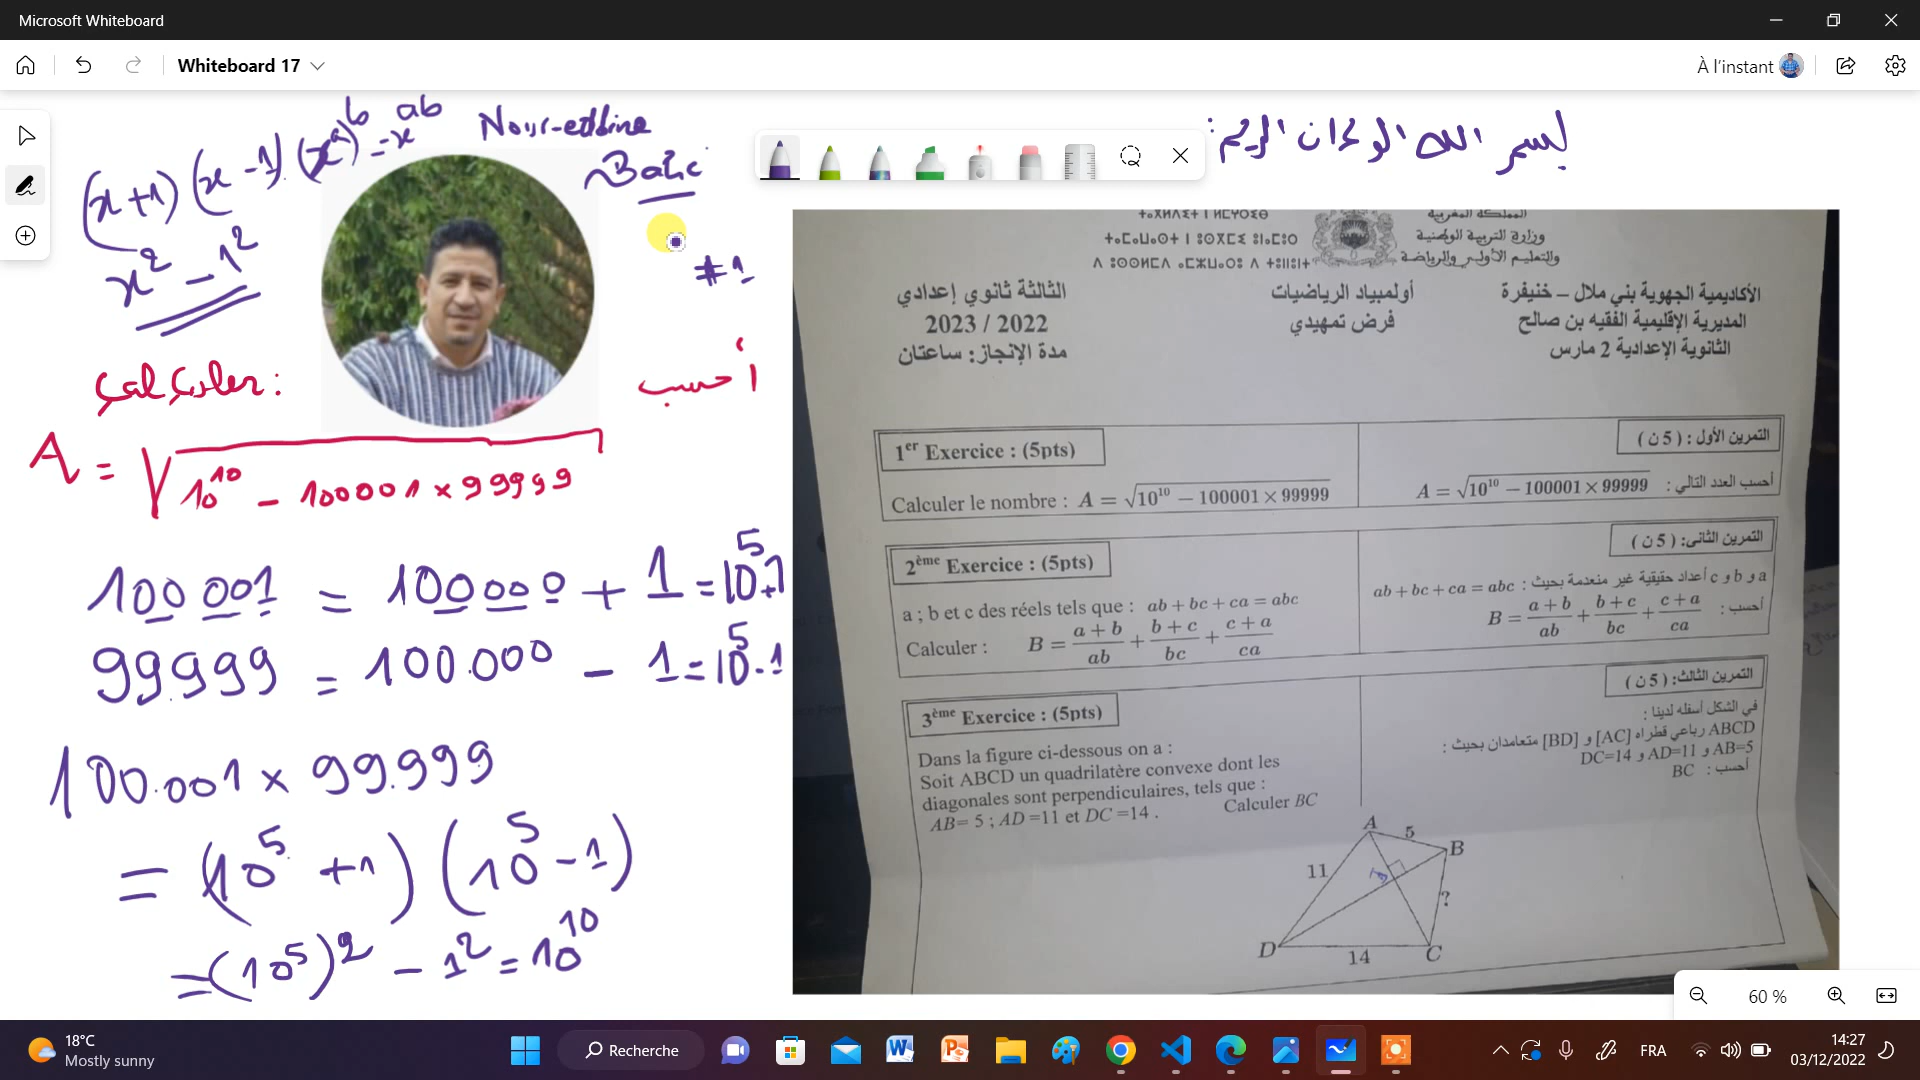 Microsoft Whiteboard
Whiteboard 17
À l'instant
(x+1)(x-1) (x^a)^b = x^ab
x² - 1²
Nour-eddine
#1
بسم الله الرحمان الرحيم:
Calculer:
أحسب
A = √10^10 - 100001 × 99999
100 001 = 100000 + 1 = 10^5+1
99.999 = 100.000 - 1 = 10^5-1
100.001 × 99.999
= (10^5 + 1) (10^5 - 1)
= (10^5)² - 1² = 10^10
المملكة المغربية
وزارة التربية الوطنية
والتعليم الأولي والرياضة
الأكاديمية الجهوية بني ملال – خنيفرة
المديرية الإقليمية الفقيه بن صالح
الثانوية الإعدادية 2 مارس
أولمبياد الرياضيات
فرض تمهيدي
الثالثة ثانوي إعدادي
2023 / 2022
مدة الإنجاز: ساعتان
1er Exercice : (5pts)
Calculer le nombre : A = √10^10 − 100001 × 99999
التمرين الأول : ( 5 ن )
أحسب العدد التالي : A = √10^10 − 100001 × 99999
2ème Exercice : (5pts)
a ; b et c des réels tels que : ab + bc + ca = abc
Calculer : B = (a + b)/ab + (b + c)/bc + (c + a)/ca
التمرين الثاني: ( 5 ن )
a و b و c أعداد حقيقية غير منعدمة بحيث : ab + bc + ca = abc
أحسب : B = (a + b)/ab + (b + c)/bc + (c + a)/ca
3ème Exercice : (5pts)
Dans la figure ci-dessous on a :
Soit ABCD un quadrilatère convexe dont les
diagonales sont perpendiculaires, tels que :
AB= 5 ; AD =11 et DC =14 . Calculer BC
التمرين الثالث: ( 5 ن )
في الشكل أسفله لدينا :
ABCD رباعي قطراه [AC] و [BD] متعامدان بحيث :
AB=5 و AD=11 و DC=14
أحسب : BC
A
5
B
11
?
D
14
C
60 %
18°C
Mostly sunny
Recherche
FRA
14:27
03/12/2022